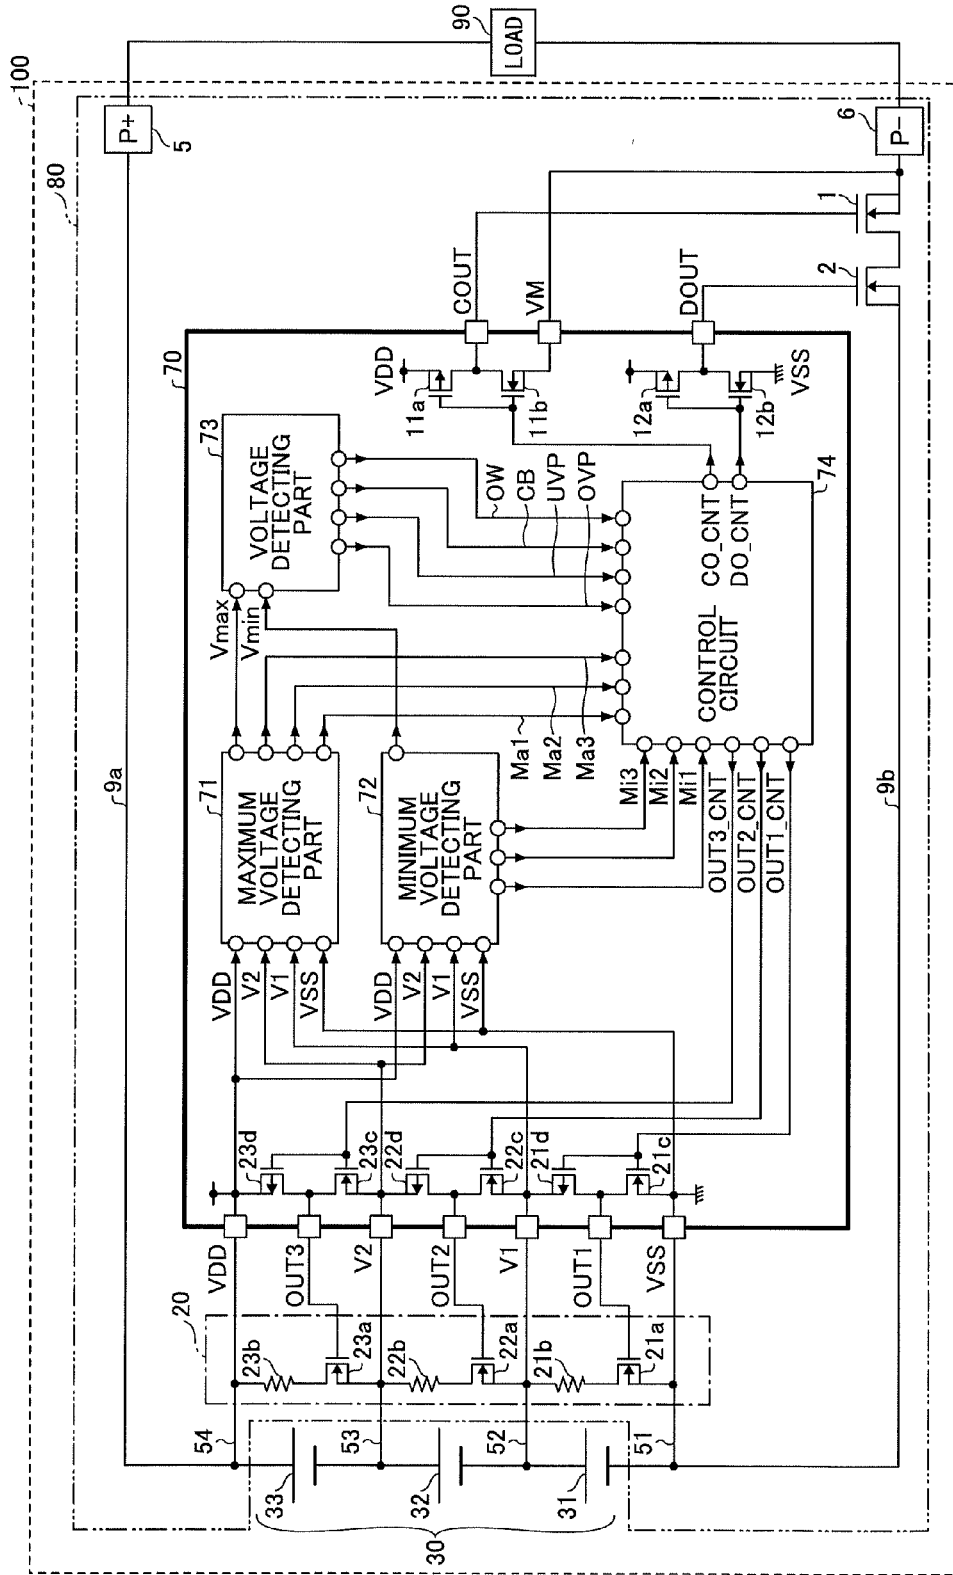 100
80
90
LOAD
9a
P+
5
P-
6
1
2
70
COUT
VM
DOUT
VDD
11a
11b
12a
12b
VSS
73
VOLTAGE
DETECTING
PART
Vmax
Vmin
OW
CB
UVP
OVP
74
CO_CNT
DO_CNT
CONTROL
CIRCUIT
Ma1
Ma2
Ma3
Mi3
Mi2
Mi1
OUT3_CNT
OUT2_CNT
OUT1_CNT
71
MAXIMUM
VOLTAGE
DETECTING
PART
72
MINIMUM
VOLTAGE
DETECTING
PART
VDD
V2
V1
VSS
VDD
V2
V1
VSS
23d
23c
22d
22c
21d
21c
VDD
OUT3
V2
OUT2
V1
OUT1
VSS
20
23b
23a
22b
22a
21b
21a
54
53
52
51
33
32
31
30
9b